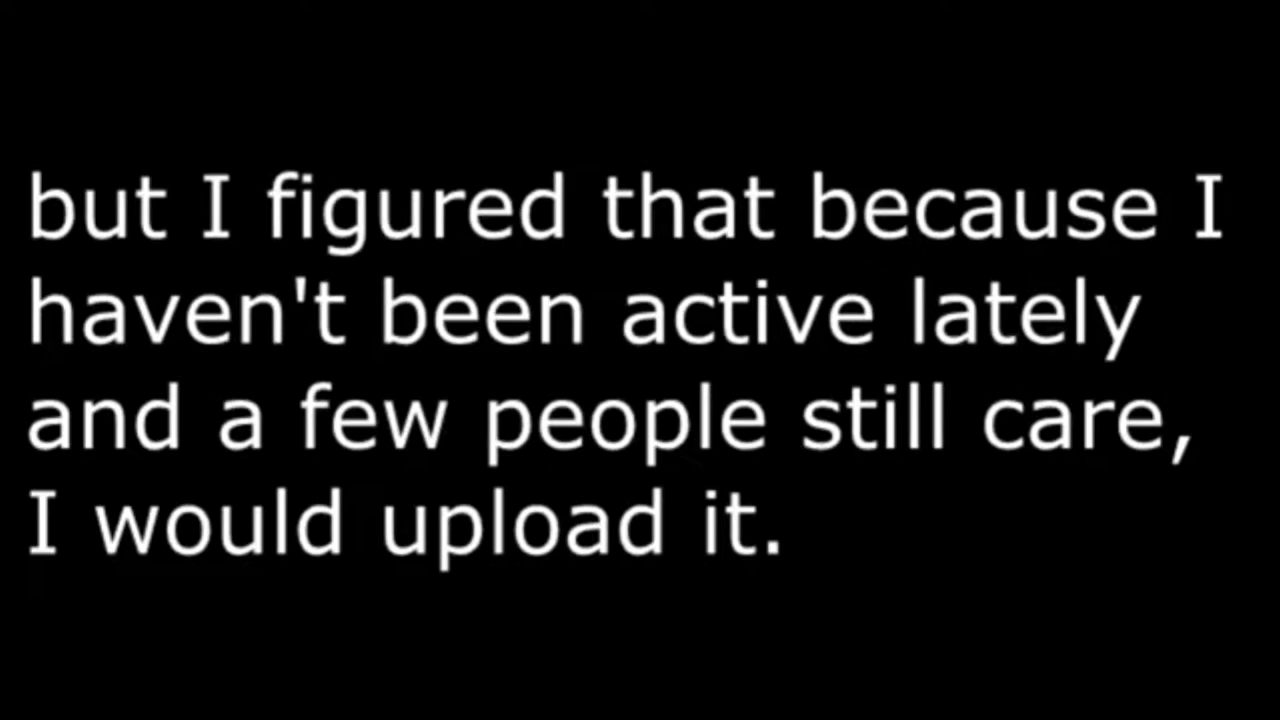 but I figured that because I
haven't been active lately
and a few people still care,
I would upload it.